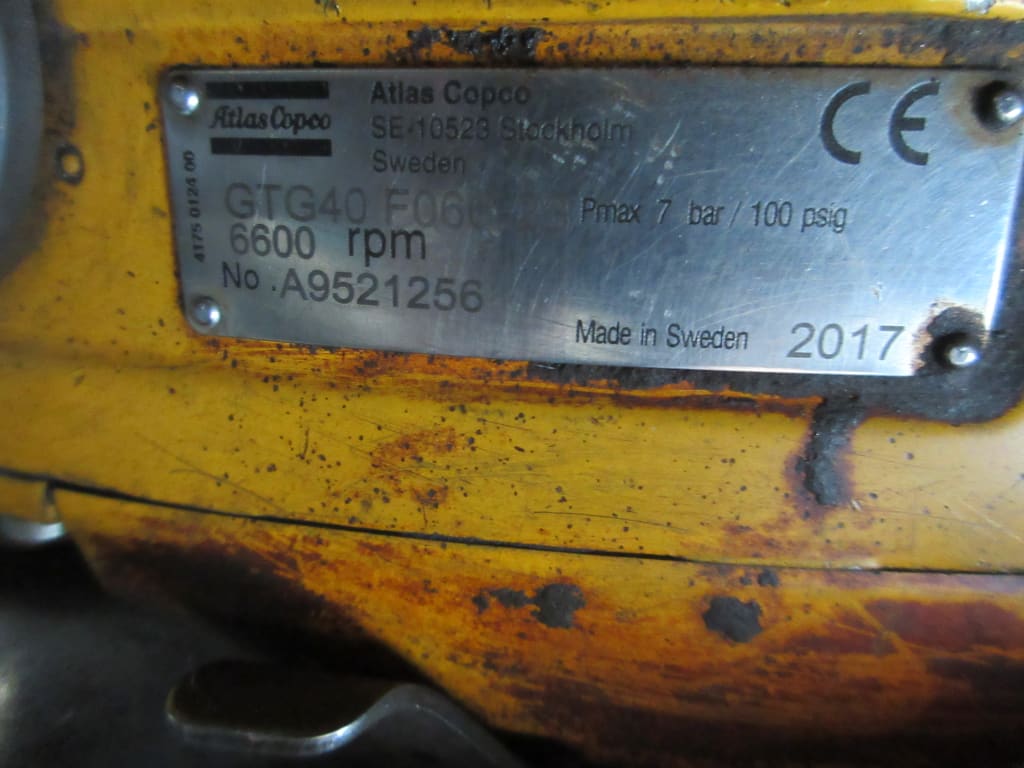 Atlas Copco
Atlas Copco
SE-10523 Stockholm
Sweden
4175 0124 00
GTG40
Pmax 7 bar / 100 psig
6600 rpm
No. A9521256
Made in Sweden 2017
CE